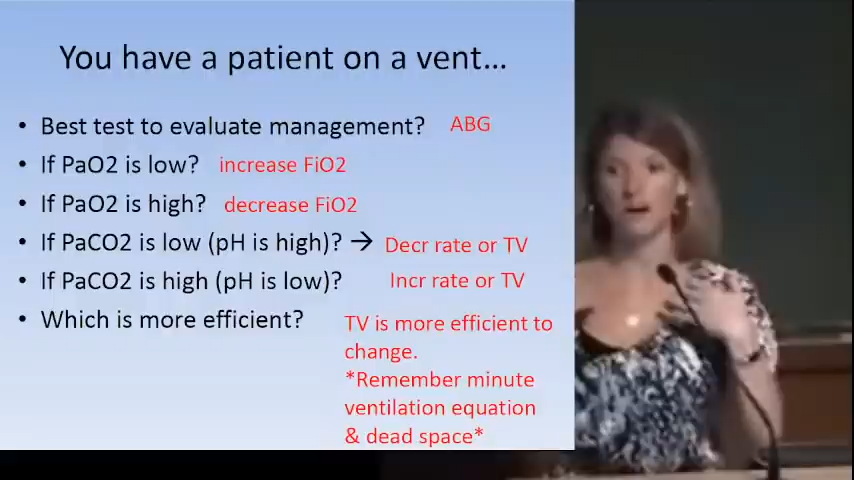 You have a patient on a vent...
• Best test to evaluate management? ABG
• If PaO2 is low? increase FiO2
• If PaO2 is high? decrease FiO2
• If PaCO2 is low (pH is high)? → Decr rate or TV
• If PaCO2 is high (pH is low)? Incr rate or TV
• Which is more efficient? TV is more efficient to
change.
*Remember minute
ventilation equation
& dead space*